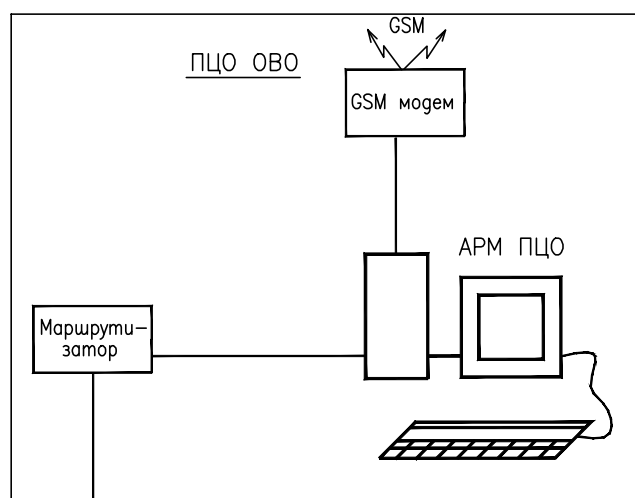 GSM
ПЦО ОВО
GSM модем
АРМ ПЦО
Маршрути-
затор